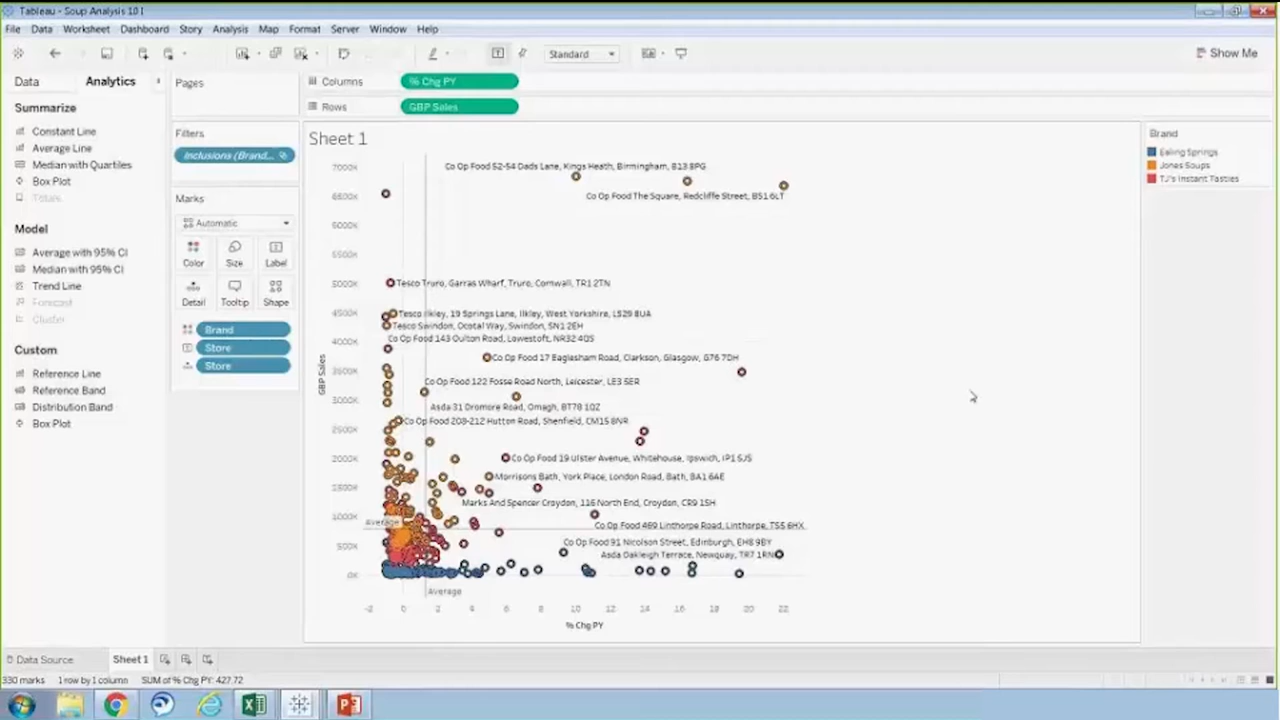 Tableau - Soup Analysis 10.1
File Data Worksheet Dashboard Story Analysis Map Format Server Window Help
Standard
Show Me
Data Analytics
Pages
Columns % Chg PY
Rows GBP Sales
Summarize
Constant Line
Average Line
Median with Quartiles
Box Plot
Totals
Model
Average with 95% CI
Median with 95% CI
Trend Line
Forecast
Cluster
Custom
Reference Line
Reference Band
Distribution Band
Box Plot
Filters
Inclusions (Brand...
Marks
Automatic
Color Size Label
Detail Tooltip Shape
Brand
Store
Store
Sheet 1
7000K
6500K
6000K
5500K
5000K
4500K
4000K
3500K
3000K
2500K
2000K
1500K
1000K
500K
0K
GBP Sales
Co Op Food 52-54 Dads Lane, Kings Heath, Birmingham, B13 8PG
Co Op Food The Square, Redcliffe Street, BS1 6LT
Tesco Truro, Garras Wharf, Truro, Cornwall, TR1 2TN
Tesco Ilkley, 19 Springs Lane, Ilkley, West Yorkshire, LS29 8UA
Tesco Swindon, Ocotal Way, Swindon, SN1 2EH
Co Op Food 143 Oulton Road, Lowestoft, NR32 4QS
Co Op Food 17 Eaglesham Road, Clarkson, Glasgow, G76 7DH
Co Op Food 122 Fosse Road North, Leicester, LE3 5ER
Asda 31 Dromore Road, Omagh, BT78 1QZ
Co Op Food 208-212 Hutton Road, Shenfield, CM15 8NR
Co Op Food 19 Ulster Avenue, Whitehouse, Ipswich, IP1 5JS
Morrisons Bath, York Place, London Road, Bath, BA1 6AE
Marks And Spencer Croydon, 116 North End, Croydon, CR9 1SH
Average
Co Op Food 469 Linthorpe Road, Linthorpe, TS5 6HX
Co Op Food 91 Nicolson Street, Edinburgh, EH8 9BY
Asda Oakleigh Terrace, Newquay, TR7 1RN
Average
-2 0 2 4 6 8 10 12 14 16 18 20 22
% Chg PY
Brand
Ealing Springs
Jones Soups
TJ's Instant Tasties
Data Source Sheet 1
330 marks 1 row by 1 column SUM of % Chg PY: 427.72